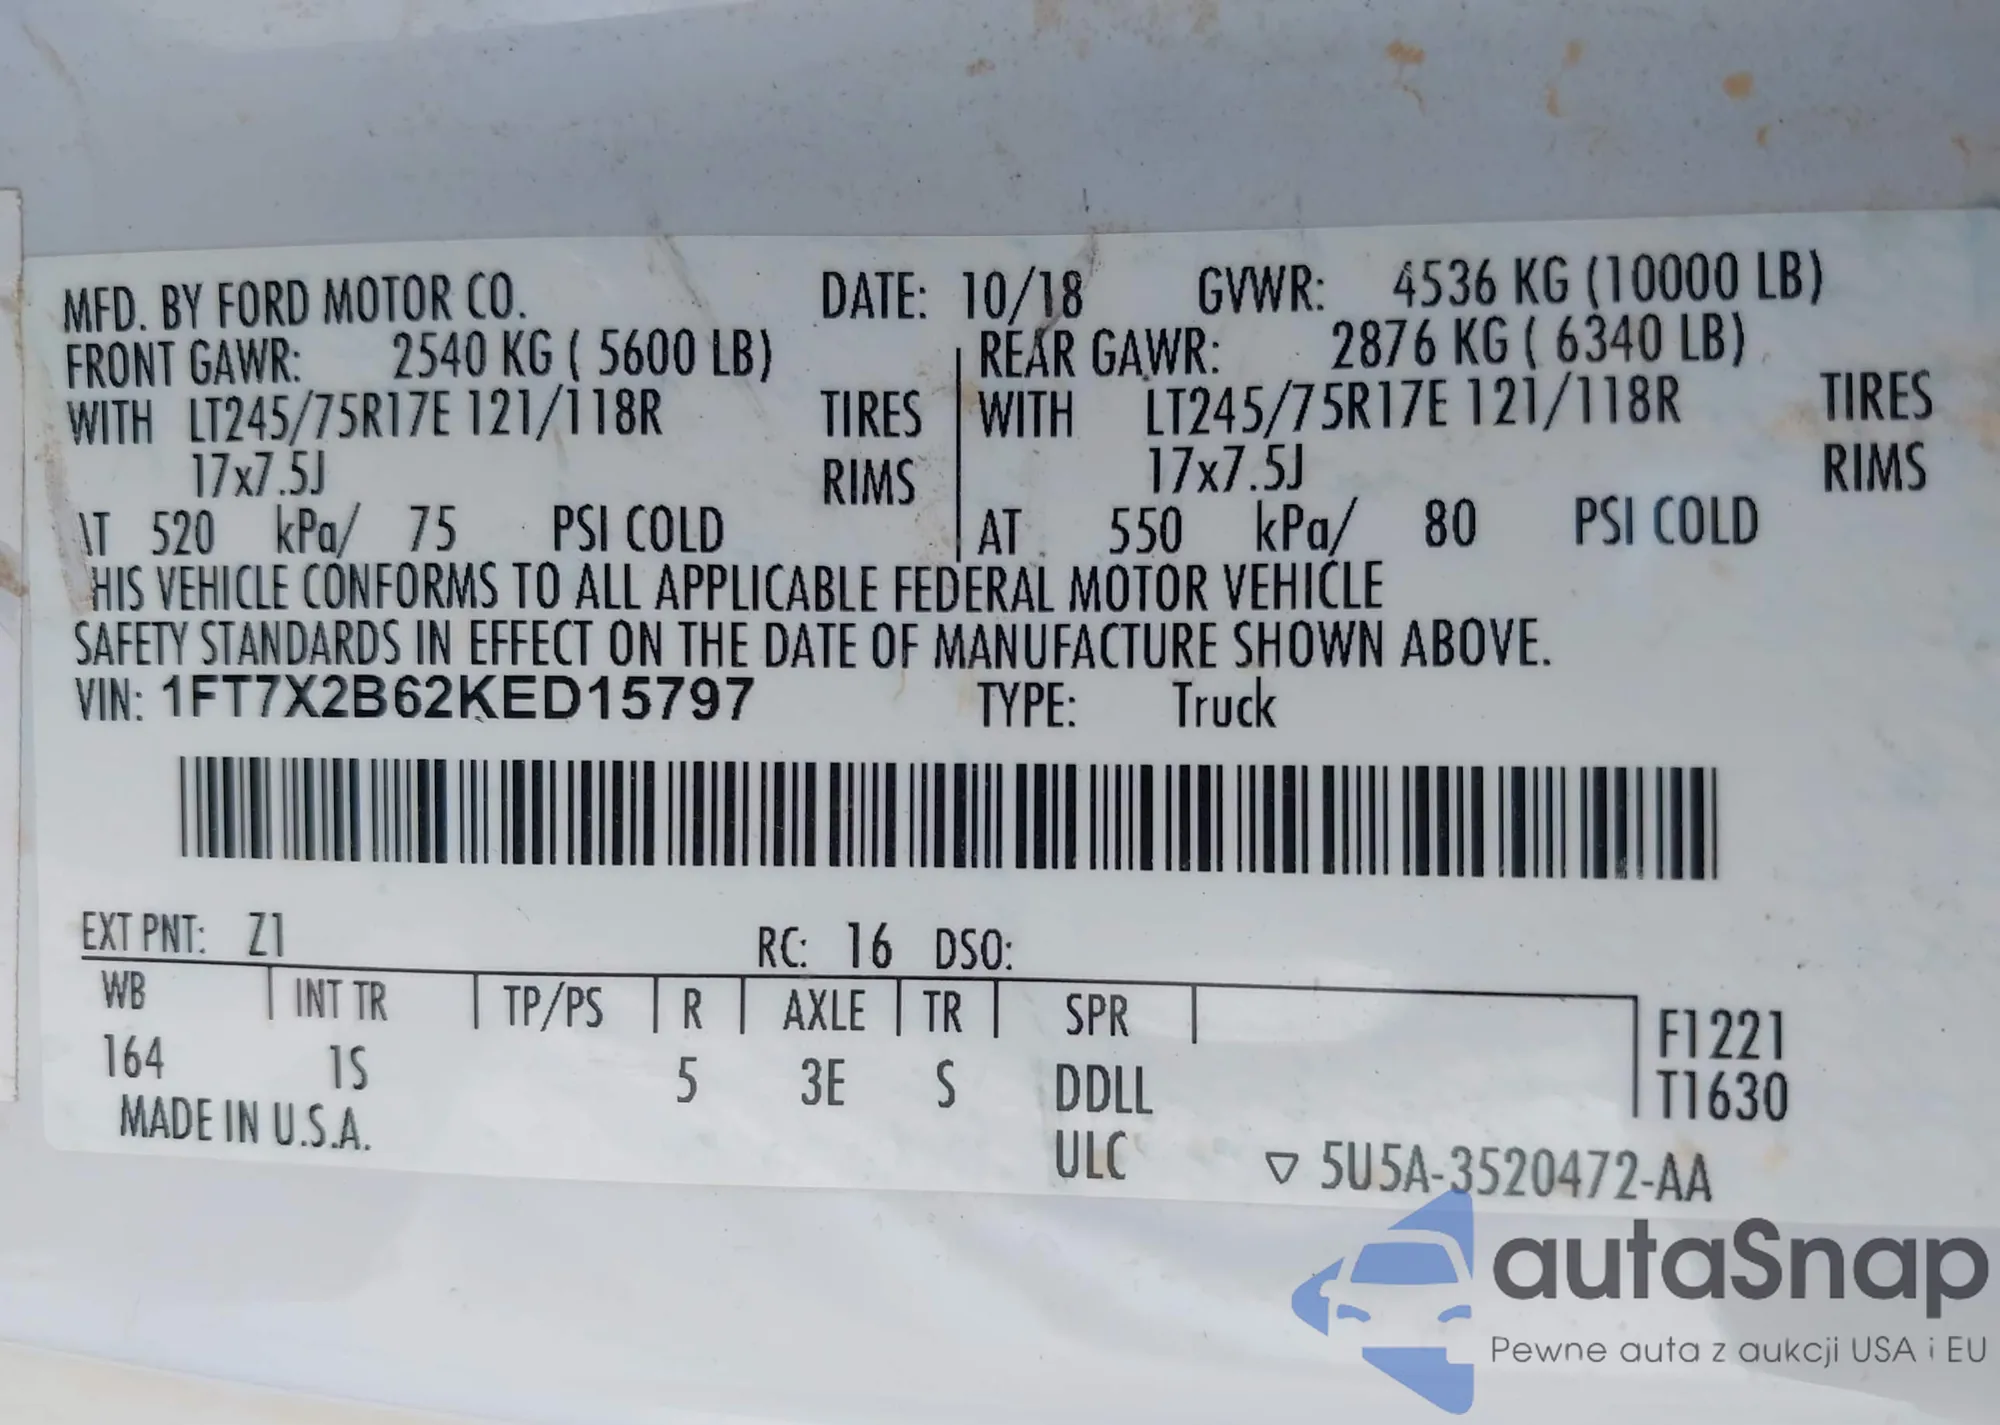 MFD. BY FORD MOTOR CO. DATE: 10/18 GVWR: 4536 KG (10000 LB)
FRONT GAWR: 2540 KG ( 5600 LB) REAR GAWR: 2876 KG ( 6340 LB)
WITH LT245/75R17E 121/118R TIRES WITH LT245/75R17E 121/118R TIRES
17x7.5J RIMS 17x7.5J RIMS
AT 520 kPa/ 75 PSI COLD AT 550 kPa/ 80 PSI COLD
HIS VEHICLE CONFORMS TO ALL APPLICABLE FEDERAL MOTOR VEHICLE
SAFETY STANDARDS IN EFFECT ON THE DATE OF MANUFACTURE SHOWN ABOVE.
VIN: 1FT7X2B62KED15797 TYPE: Truck
EXT PNT: Z1 RC: 16 DSO:
WB INT TR TP/PS R AXLE TR SPR F1221
164 1S 5 3E S DDLL T1630
MADE IN U.S.A. ULC ▽ 5U5A-3520472-AA
autaSnap
Pewne auta z aukcji USA i EU